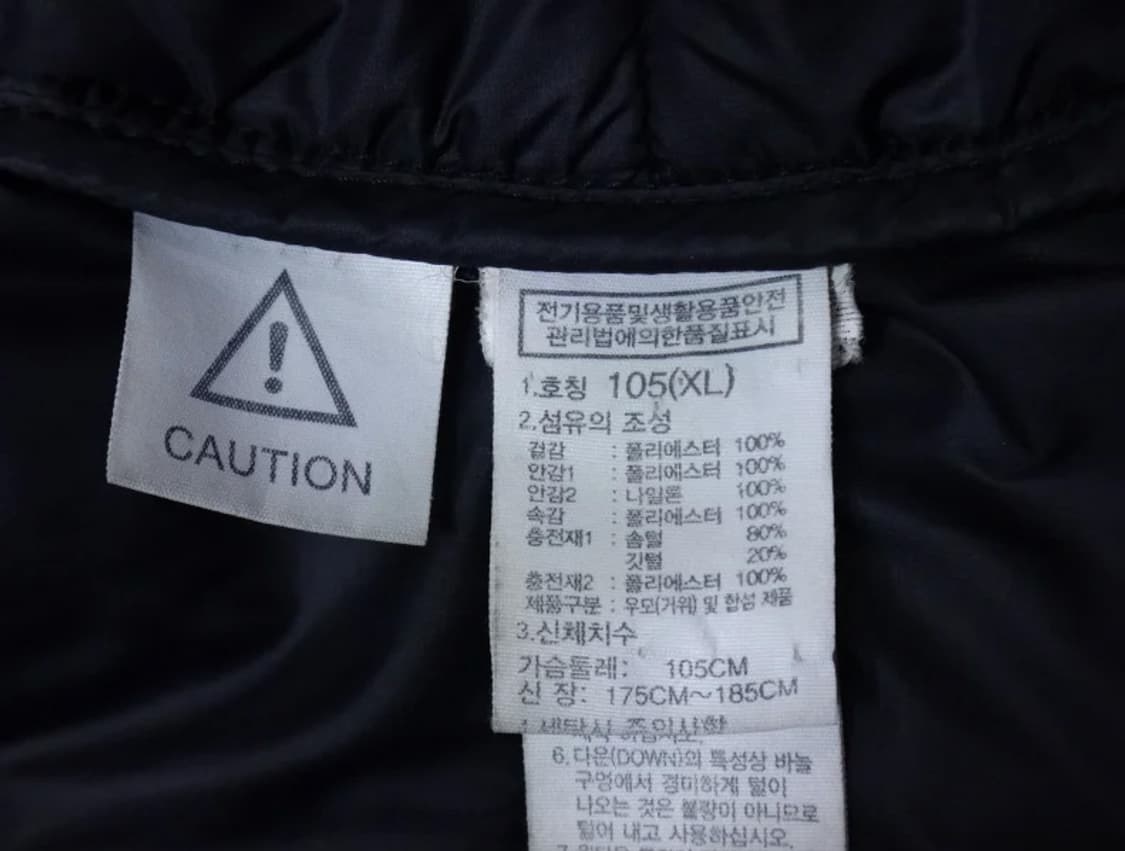 CAUTION
전기용품및생활용품안전
관리법에의한품질표시
1.호칭 105(XL)
2.섬유의 조성
겉감 : 폴리에스터 100%
안감1 : 폴리에스터 100%
안감2 : 나일론 100%
속감 : 폴리에스터 100%
충전재1 : 솜털 80%
깃털 20%
충전재2 : 폴리에스터 100%
제품구분 : 우모(거위) 및 합성 제품
3.신체치수
가슴둘레: 105CM
신 장: 175CM~185CM
6.다운(DOWN)의 특성상 바늘
구멍에서 경미하게 털이
나오는 것은 불량이 아니므로
털어 내고 사용하십시오.